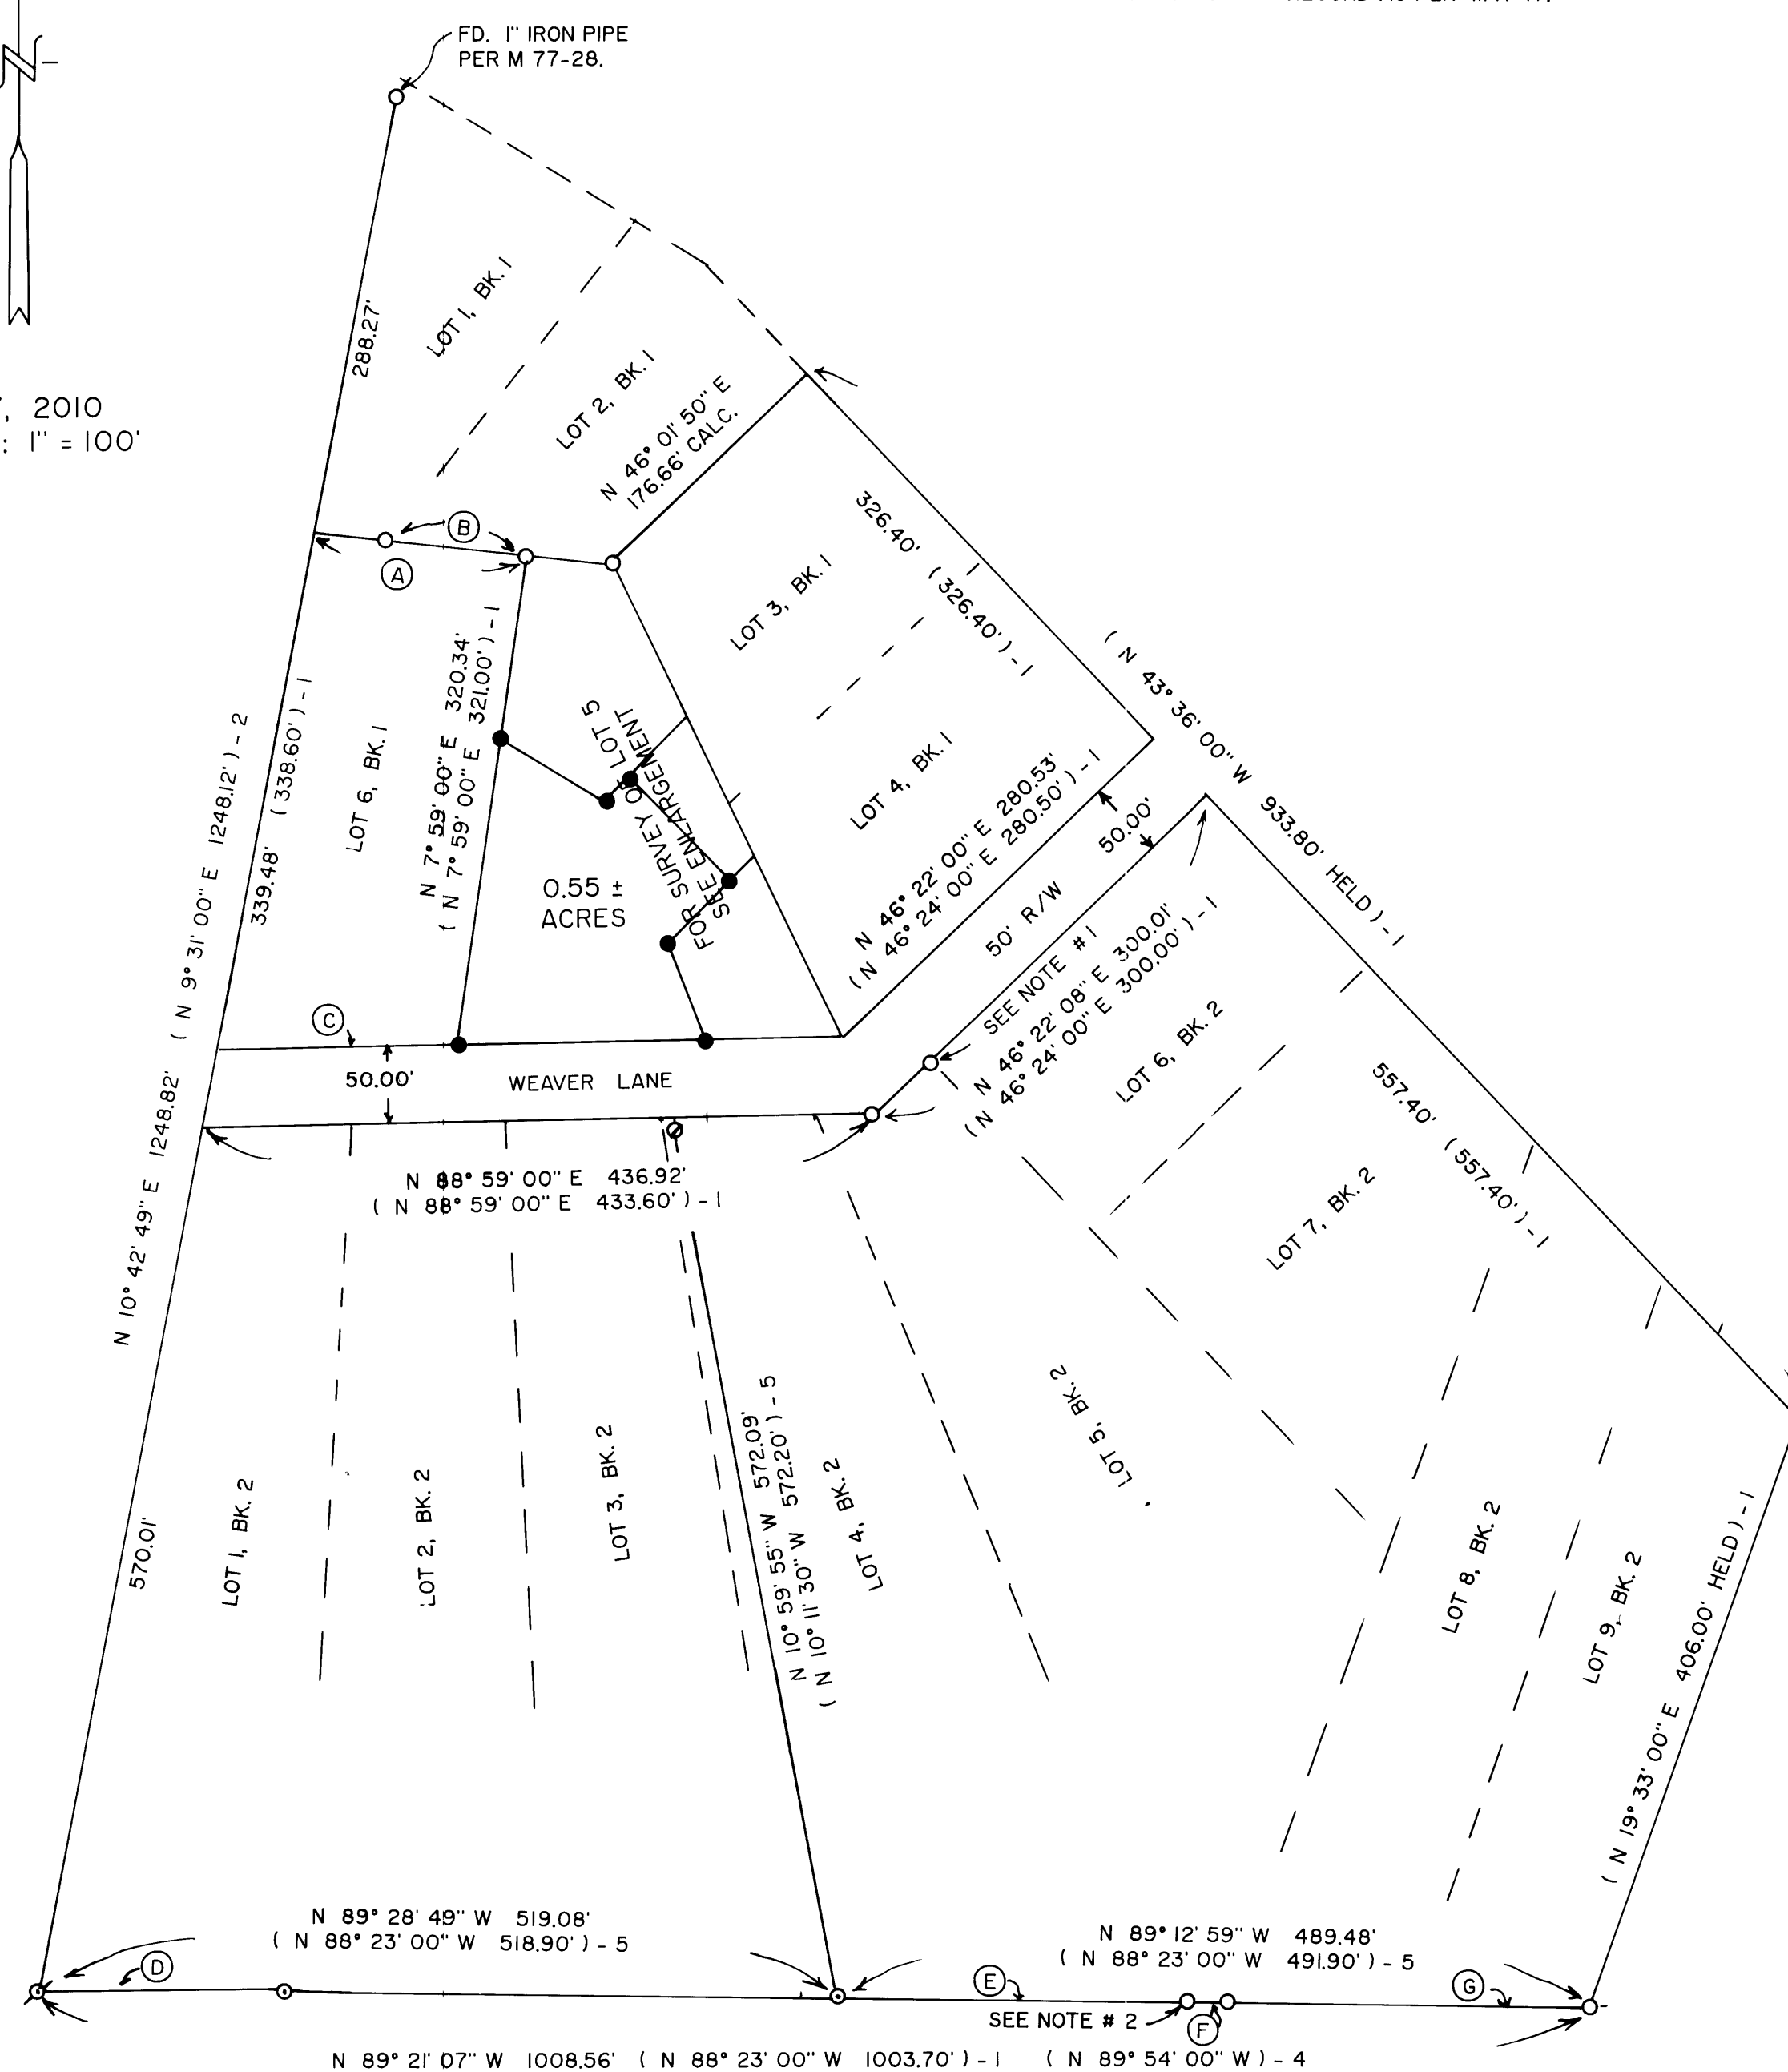 FD. 1" IRON PIPE
PER M 77-28.
, 2010
: 1" = 100'
288.27'
LOT 1, BK. 1
LOT 2, BK. 1
N 46° 01' 50" E
176.66' CALC.
B
A
326.40' (326.40') - 1
LOT 3, BK. 1
LOT 4, BK. 1
( N 43° 36' 00" W 933.80' HELD ) - 1
N 10° 42' 49" E 1248.82' ( N 9° 31' 00" E 1248.12' ) - 2
339.48' (338.60') - 1
LOT 6, BK. 1
N 7° 59' 00" E 320.34'
( N 7° 59' 00" E 321.00' ) - 1
FOR SURVEY OF LOT 5
SEE ENLARGEMENT
0.55 ±
ACRES
N 46° 22' 00" E 280.53'
(N 46° 24' 00" E 280.50') - 1
50.00'
50' R/W
SEE NOTE #1
N 46° 22' 08" E 300.01'
(N 46° 24' 00" E 300.00') - 1
C
50.00'
WEAVER LANE
N 88° 59' 00" E 436.92'
( N 88° 59' 00" E 433.60' ) - 1
LOT 6, BK. 2
557.40' (557.40') - 1
LOT 7, BK. 2
570.01'
LOT 1, BK. 2
LOT 2, BK. 2
LOT 3, BK. 2
N 10° 59' 55" W 572.09'
( N 10° 11' 30" W 572.20' ) - 5
LOT 4, BK. 2
LOT 5, BK. 2
LOT 8, BK. 2
LOT 9, BK. 2
( N 19° 33' 00" E 406.00' HELD ) - 1
N 89° 28' 49" W 519.08'
( N 88° 23' 00" W 518.90' ) - 5
N 89° 12' 59" W 489.48'
( N 88° 23' 00" W 491.90' ) - 5
D
E
G
SEE NOTE # 2
F
N 89° 21' 07" W 1008.56' ( N 88° 23' 00" W 1003.70' ) - 1 ( N 89° 54' 00" W ) - 4